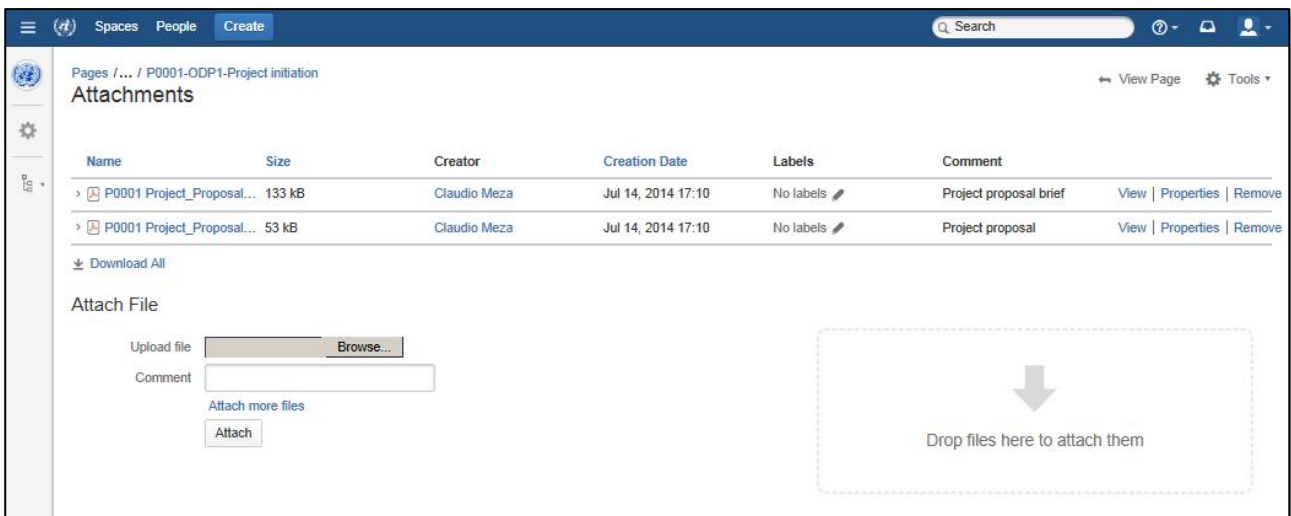 Spaces People Create Search
Pages / ... / P0001-ODP1-Project initiation
View Page Tools
Attachments
Name Size Creator Creation Date Labels Comment
P0001 Project_Proposal... 133 kB Claudio Meza Jul 14, 2014 17:10 No labels Project proposal brief View | Properties | Remove
P0001 Project_Proposal... 53 kB Claudio Meza Jul 14, 2014 17:10 No labels Project proposal View | Properties | Remove
Download All
Attach File
Upload file Browse...
Comment
Attach more files
Attach
Drop files here to attach them